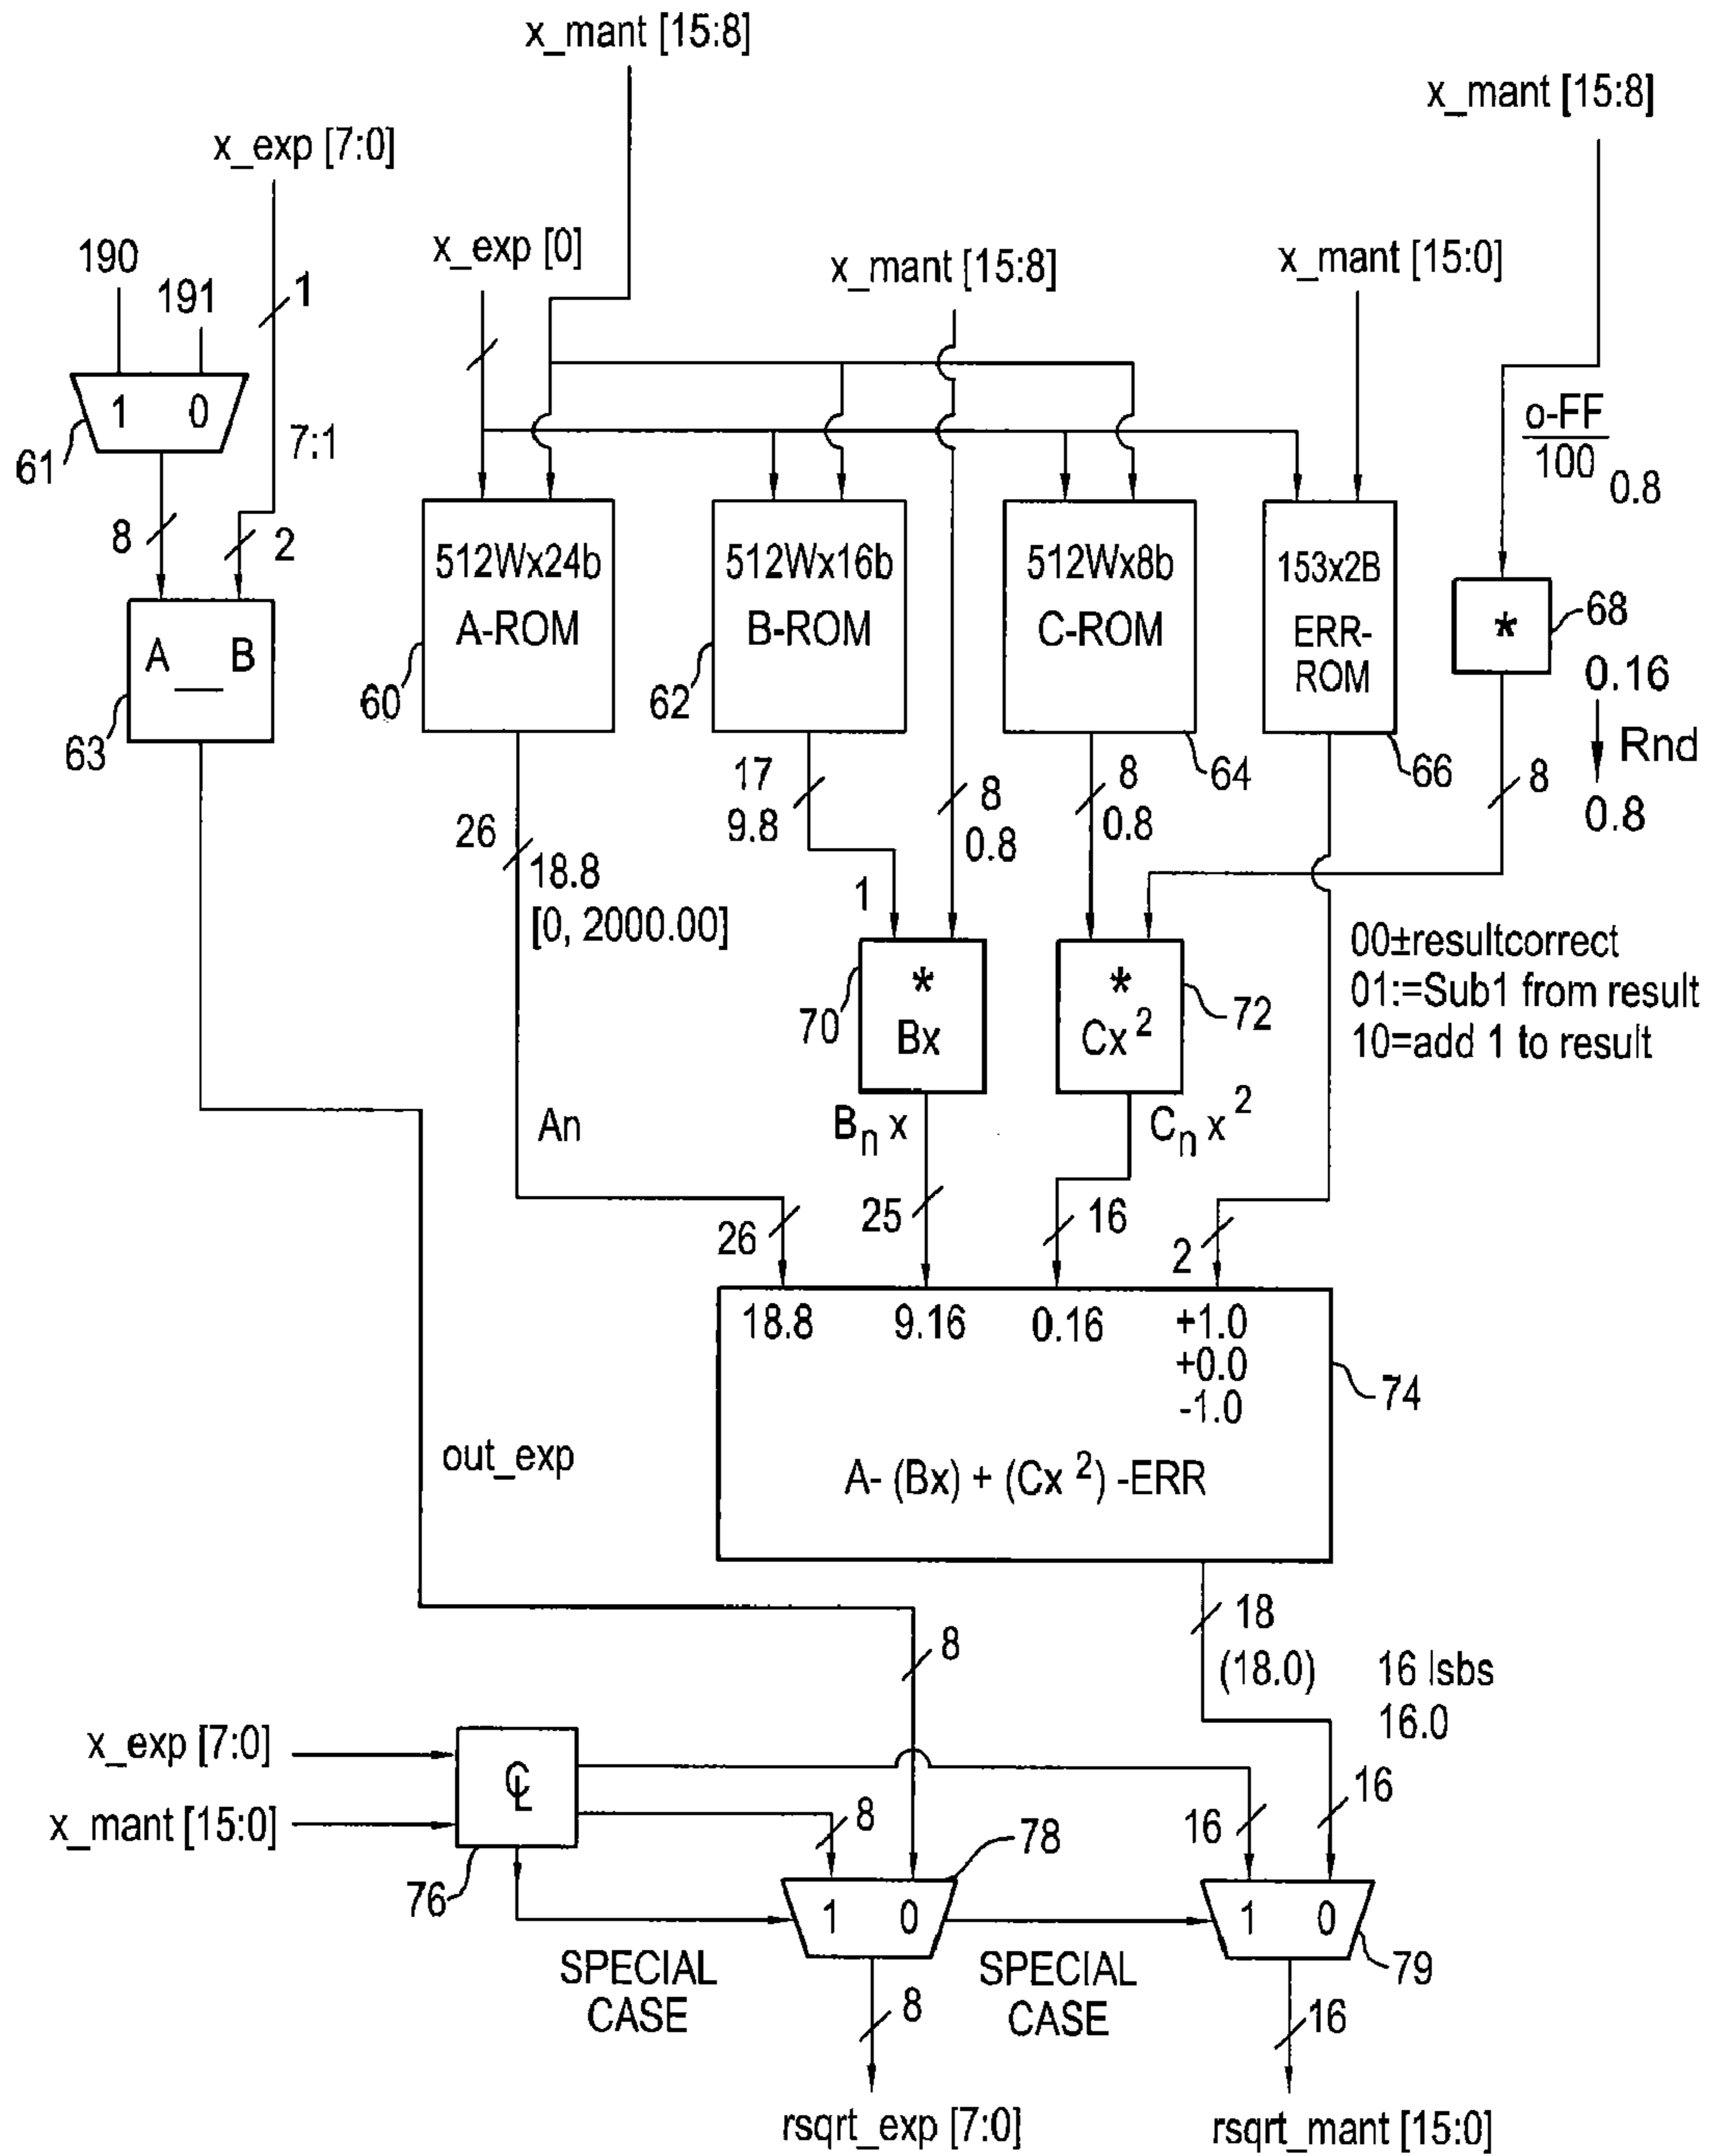 x_mant [15:8]
x_mant [15:8]
x_exp [7:0]
190
191
1
x_exp [0]
x_mant [15:8]
x_mant [15:0]
1 0
61
7:1
o-FF
100
0.8
8
2
A _ B
63
512Wx24b
A-ROM
60
512Wx16b
B-ROM
62
512Wx8b
C-ROM
64
153x2B
ERR-
ROM
66
*
68
0.16
Rnd
0.8
8
26
18.8
[0, 2000.00]
17
9.8
8
0.8
8
0.8
1
*
Bx
70
*
Cx 2
72
00±resultcorrect
01:=Sub1 from result
10=add 1 to result
An
Bn x
Cn x 2
26
25
16
2
18.8 9.16 0.16 +1.0
+0.0
-1.0
74
A- (Bx) + (Cx 2) -ERR
out_exp
8
18
(18.0)
16 lsbs
16.0
x_exp [7:0]
x_mant [15:0]
CL
76
8
16
16
78
1 0
1 0
79
SPECIAL
CASE
SPECIAL
CASE
8
16
rsqrt_exp [7:0]
rsqrt_mant [15:0]